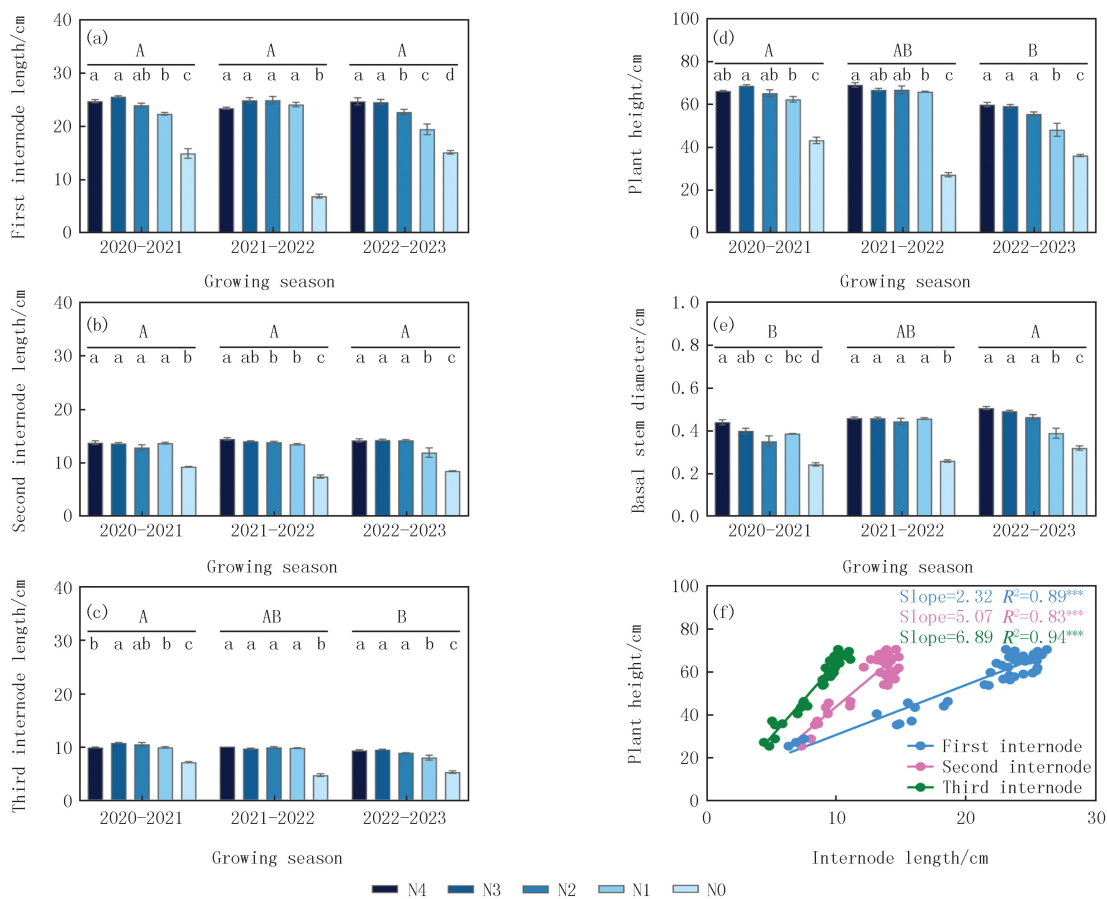 (a)
First internode length/cm
40
30
20
10
0
A A A
a a ab b c a a a a b a a b c d
2020-2021 2021-2022 2022-2023
Growing season
(b)
Second internode length/cm
40
30
20
10
0
A A A
a a a a b a ab b b c a a a b c
2020-2021 2021-2022 2022-2023
Growing season
(c)
Third internode length/cm
40
30
20
10
0
A AB B
b a ab b c a a a a b a a a b c
2020-2021 2021-2022 2022-2023
Growing season
(d)
Plant height/cm
100
80
60
40
20
0
A AB B
ab a ab b c a ab ab b c a a a b c
2020-2021 2021-2022 2022-2023
Growing season
(e)
Basal stem diameter/cm
1.0
0.8
0.6
0.4
0.2
0.0
B AB A
a ab c bc d a a a a b a a a b c
2020-2021 2021-2022 2022-2023
Growing season
(f)
Plant height/cm
100
80
60
40
20
0
Slope=2.32 R²=0.89***
Slope=5.07 R²=0.83***
Slope=6.89 R²=0.94***
First internode
Second internode
Third internode
0 10 20 30
Internode length/cm
N4 N3 N2 N1 N0